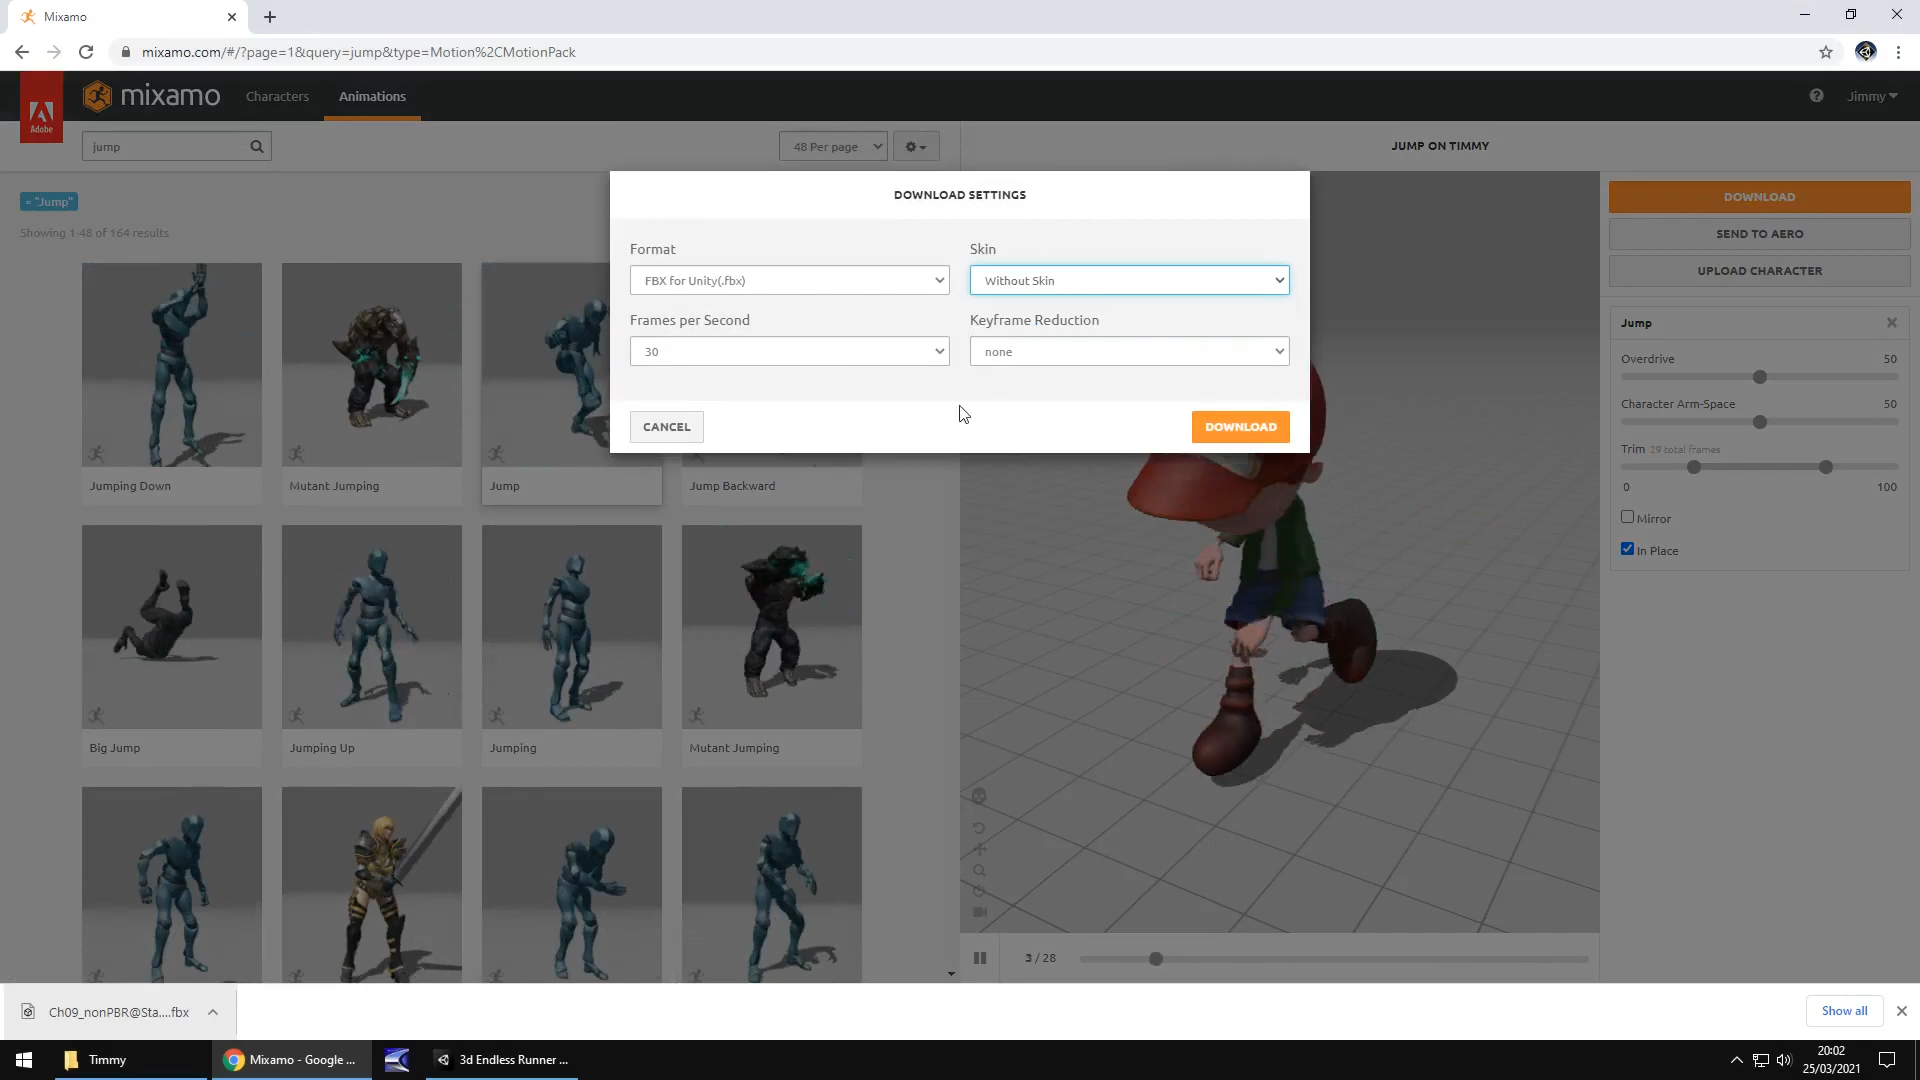 Mixamo
mixamo.com/#/?page=1&query=jump&type=Motion%2CMotionPack
Adobe
mixamo
Characters
Animations
Jimmy
jump
48 Per page
JUMP ON TIMMY
« "Jump"
Showing 1-48 of 164 results
DOWNLOAD SETTINGS
Format
Skin
FBX for Unity(.fbx)
Without Skin
Frames per Second
Keyframe Reduction
30
none
CANCEL
DOWNLOAD
DOWNLOAD
SEND TO AERO
UPLOAD CHARACTER
Jump
Overdrive 50
Character Arm-Space 50
Trim 29 total frames
0 100
Mirror
In Place
Jumping Down
Mutant Jumping
Jump
Jump Backward
Big Jump
Jumping Up
Jumping
Mutant Jumping
3 / 28
Ch09_nonPBR@Sta....fbx
Show all
Timmy
Mixamo - Google ...
3d Endless Runner ...
20:02
25/03/2021